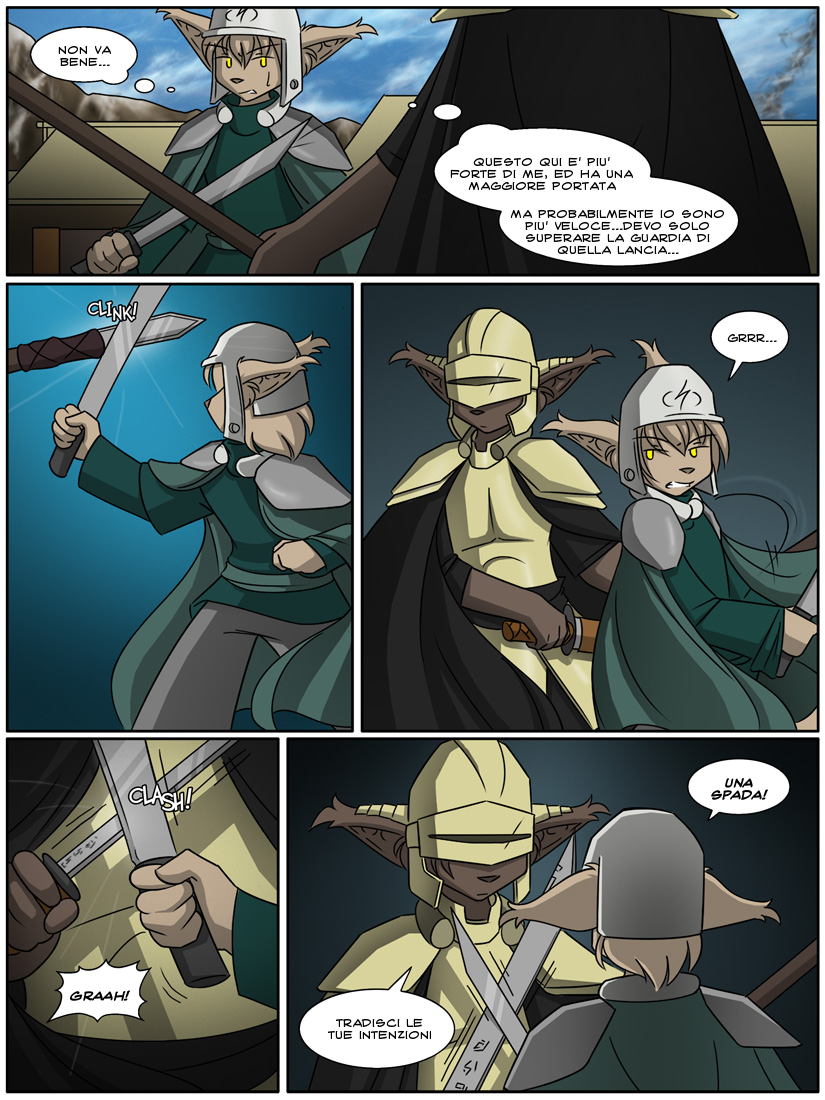 NON VA
BENE...
QUESTO QUI E' PIU'
FORTE DI ME, ED HA UNA
MAGGIORE PORTATA
MA PROBABILMENTE IO SONO
PIU' VELOCE...DEVO SOLO
SUPERARE LA GUARDIA DI
QUELLA LANCIA...
CLINK!
GRRR...
CLASH!
GRAAH!
UNA
SPADA!
TRADISCI LE
TUE INTENZIONI